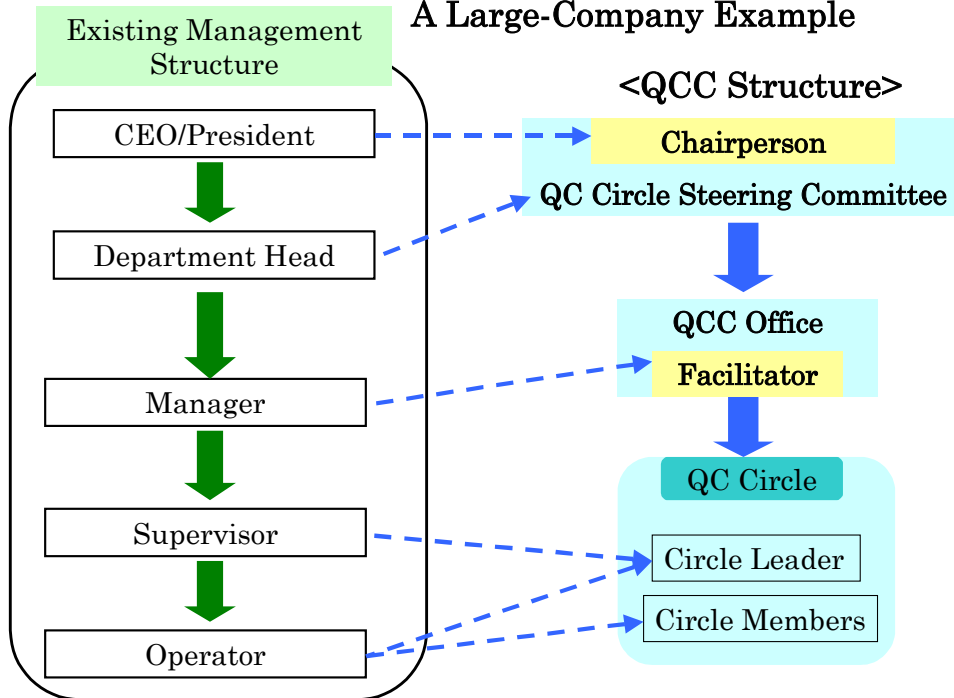 A Large-Company Example
Existing Management
Structure
CEO/President
Department Head
Manager
Supervisor
Operator
<QCC Structure>
Chairperson
QC Circle Steering Committee
QCC Office
Facilitator
QC Circle
Circle Leader
Circle Members